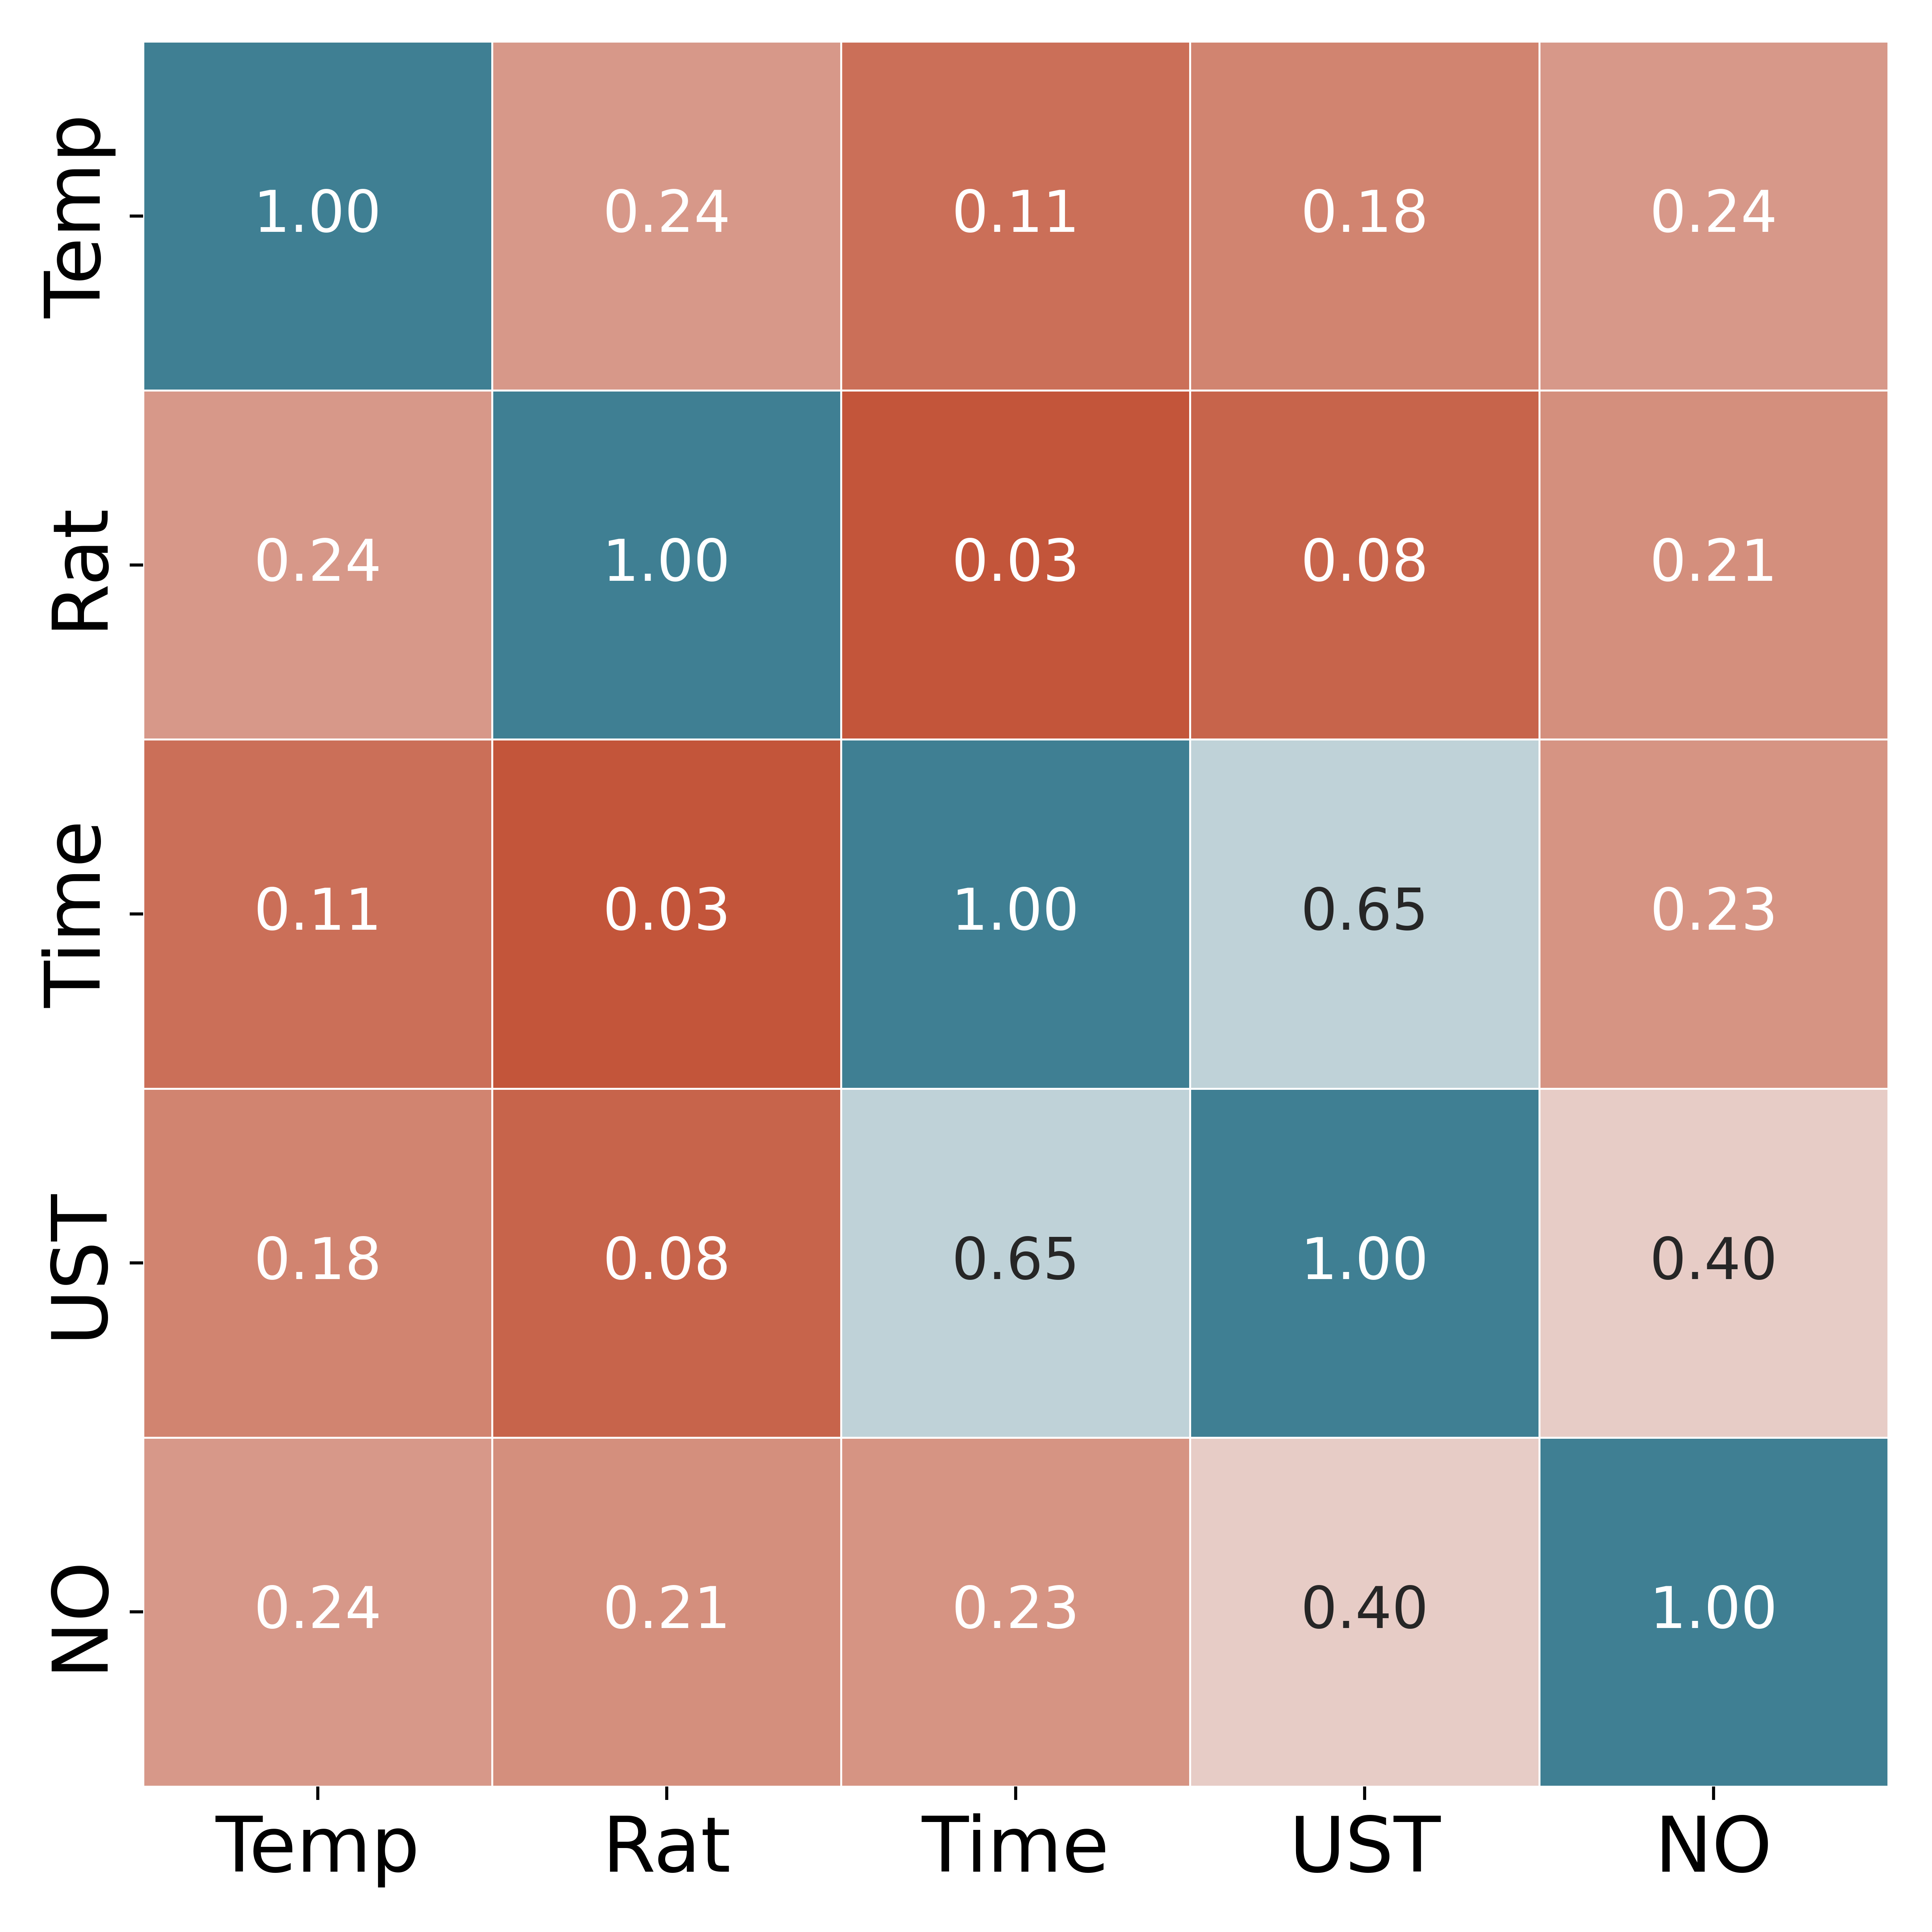 Temp 1.00 0.24 0.11 0.18 0.24
Rat 0.24 1.00 0.03 0.08 0.21
Time 0.11 0.03 1.00 0.65 0.23
UST 0.18 0.08 0.65 1.00 0.40
NO 0.24 0.21 0.23 0.40 1.00
Temp Rat Time UST NO